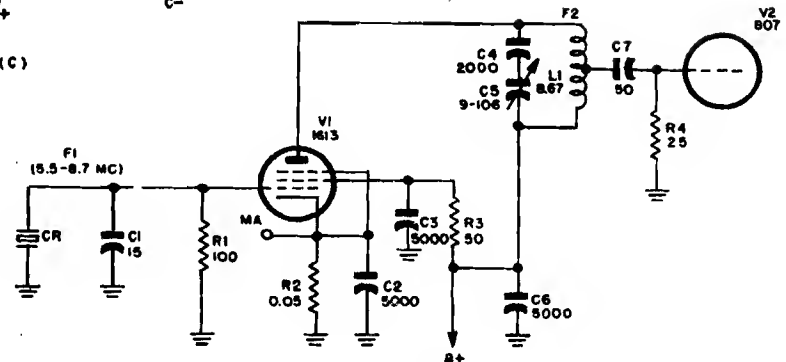 +
C-
(C)
F2
V2
807
C4
2000
C5
9-106
L1
8.67
C7
50
R4
25
V1
1613
F1
(5.5-8.7 MC)
MA
CR
C1
15
R1
100
R2
0.05
C2
5000
C3
5000
R3
50
C6
5000
B+